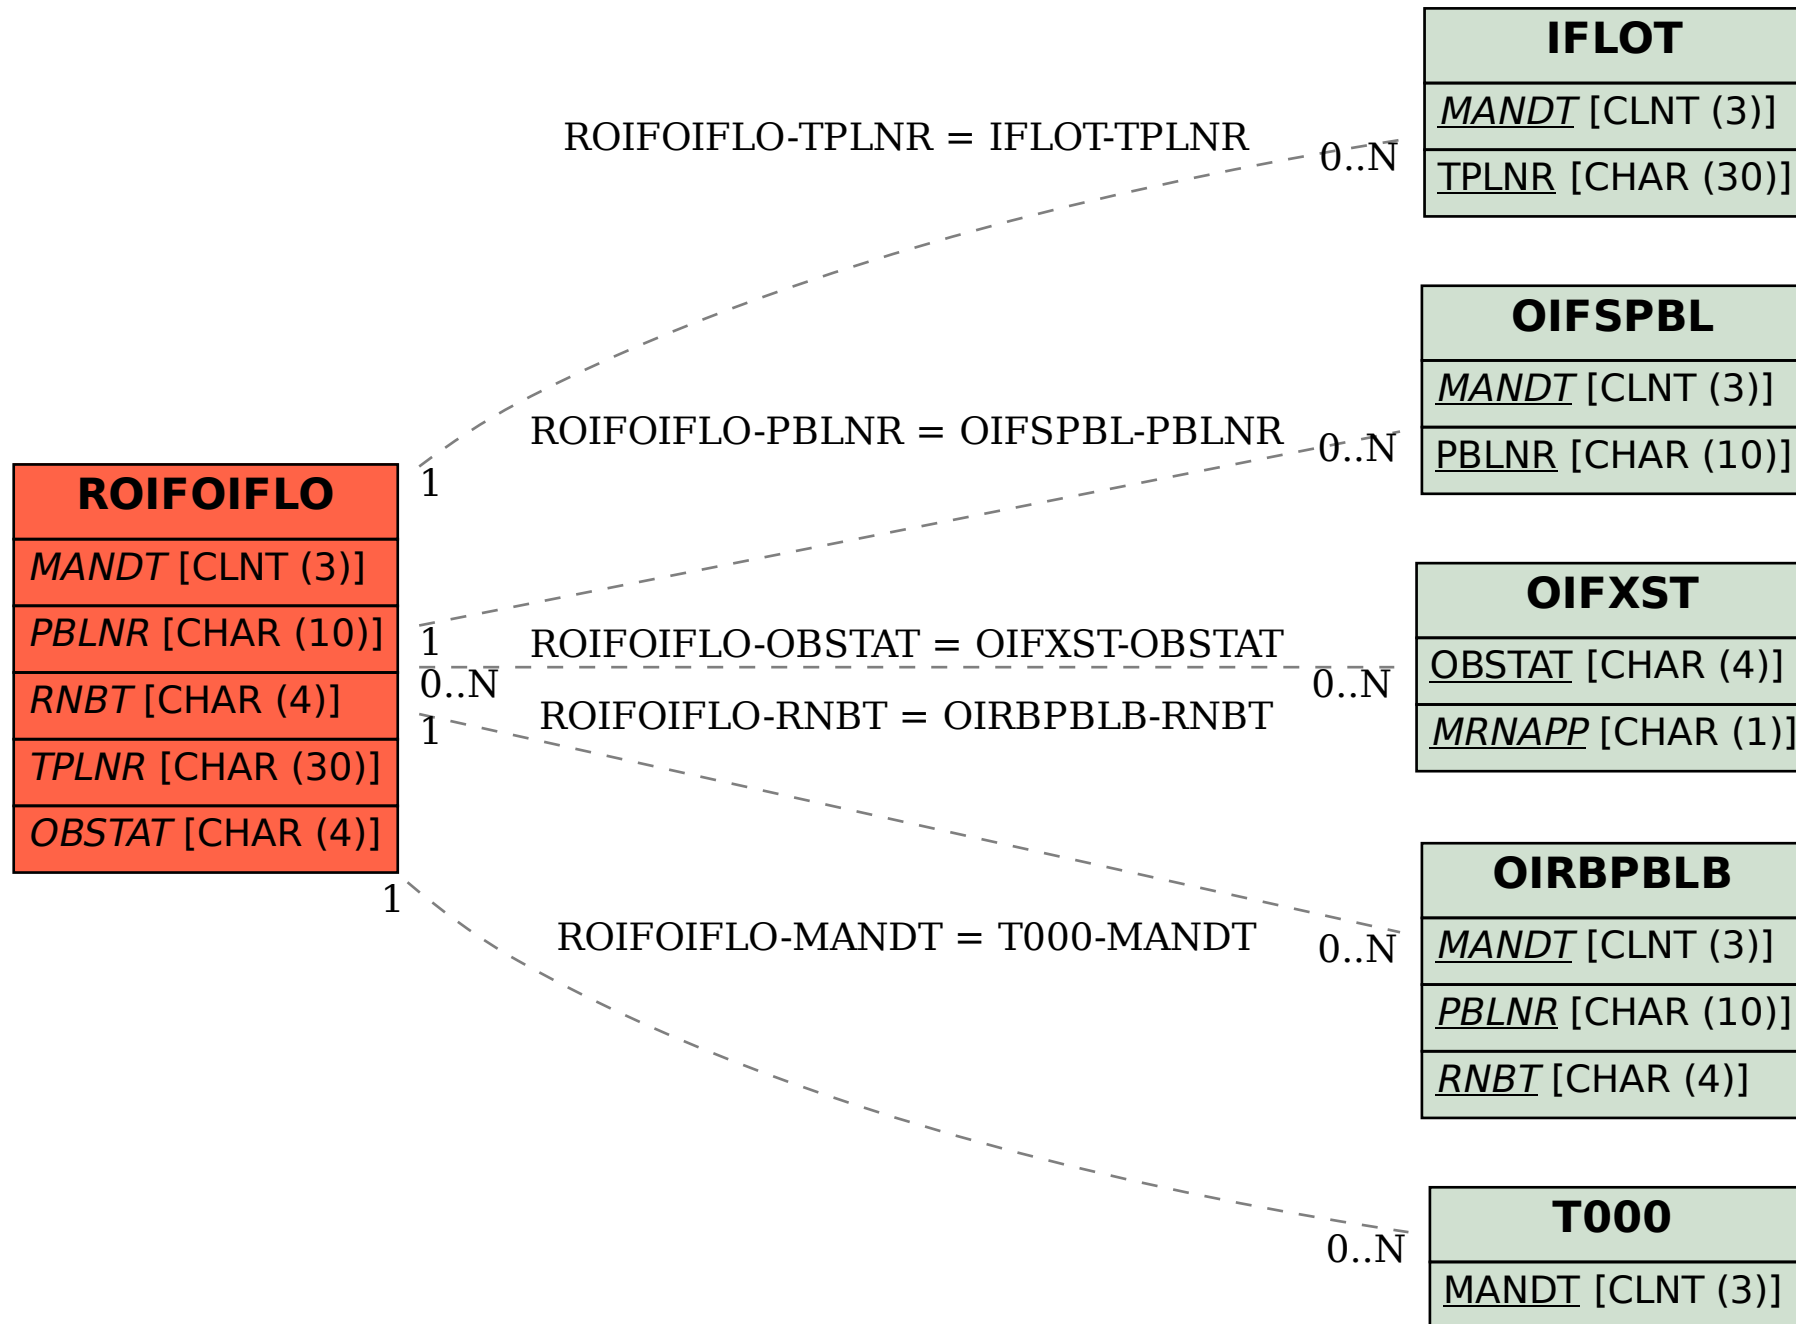 IFLOT
MANDT [CLNT (3)]
TPLNR [CHAR (30)]
ROIFOIFLO-TPLNR = IFLOT-TPLNR
0..N
1
OIFSPBL
MANDT [CLNT (3)]
PBLNR [CHAR (10)]
ROIFOIFLO-PBLNR = OIFSPBL-PBLNR
0..N
1
ROIFOIFLO
MANDT [CLNT (3)]
PBLNR [CHAR (10)]
RNBT [CHAR (4)]
TPLNR [CHAR (30)]
OBSTAT [CHAR (4)]
OIFXST
OBSTAT [CHAR (4)]
MRNAPP [CHAR (1)]
ROIFOIFLO-OBSTAT = OIFXST-OBSTAT
0..N
0..N
ROIFOIFLO-RNBT = OIRBPBLB-RNBT
1
0..N
OIRBPBLB
MANDT [CLNT (3)]
PBLNR [CHAR (10)]
RNBT [CHAR (4)]
1
ROIFOIFLO-MANDT = T000-MANDT
0..N
T000
MANDT [CLNT (3)]